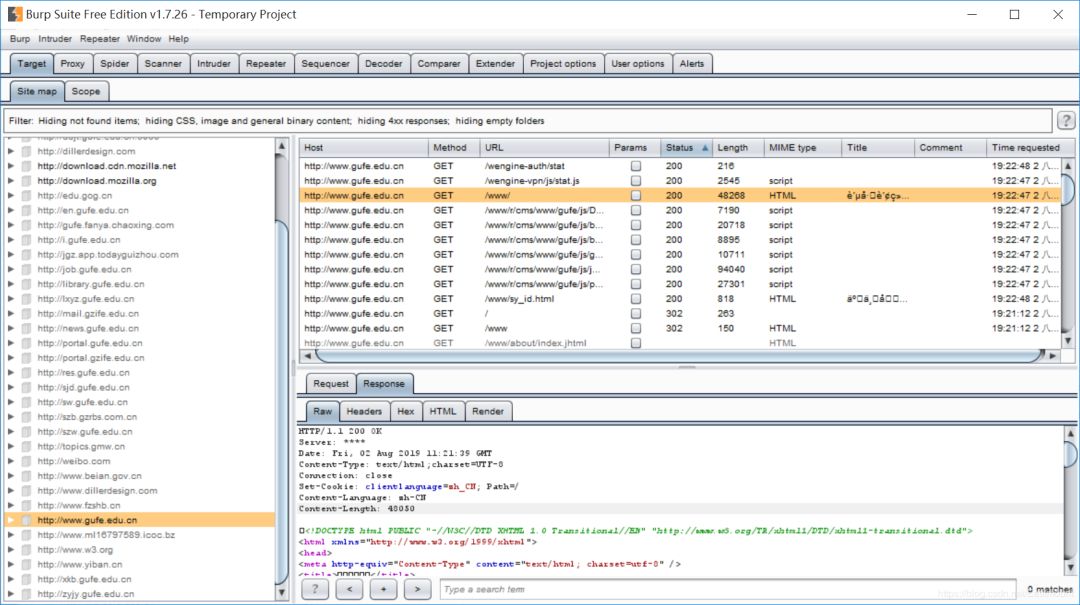 Burp Suite Free Edition v1.7.26 - Temporary Project
Burp Intruder Repeater Window Help
Target Proxy Spider Scanner Intruder Repeater Sequencer Decoder Comparer Extender Project options User options Alerts
Site map Scope
Filter: Hiding not found items; hiding CSS, image and general binary content; hiding 4xx responses; hiding empty folders ?
http://dillerdesign.com
http://download.cdn.mozilla.net
http://download.mozilla.org
http://edu.gog.cn
http://en.gufe.edu.cn
http://gufe.fanya.chaoxing.com
http://i.gufe.edu.cn
http://jgz.app.todayguizhou.com
http://job.gufe.edu.cn
http://library.gufe.edu.cn
http://lxyz.gufe.edu.cn
http://mail.gzife.edu.cn
http://news.gufe.edu.cn
http://portal.gufe.edu.cn
http://portal.gzife.edu.cn
http://res.gufe.edu.cn
http://sjd.gufe.edu.cn
http://sw.gufe.edu.cn
http://szb.gzrbs.com.cn
http://szw.gufe.edu.cn
http://topics.gmw.cn
http://weibo.com
http://www.beian.gov.cn
http://www.dillerdesign.com
http://www.fzshb.cn
http://www.gufe.edu.cn
http://www.ml16797589.iooc.bz
http://www.w3.org
http://www.yiban.cn
http://xkb.gufe.edu.cn
http://zyjy.gufe.edu.cn
Host Method URL Params Status Length MIME type Title Comment Time requested
http://www.gufe.edu.cn GET /wengine-auth/stat 200 216 19:22:48 2
http://www.gufe.edu.cn GET /wengine-vpn/js/stat.js 200 2545 script 19:22:47 2
http://www.gufe.edu.cn GET /www/ 200 48268 HTML 19:22:47 2
http://www.gufe.edu.cn GET /www/r/cms/www/gufe/js/D... 200 7190 script 19:22:47 2
http://www.gufe.edu.cn GET /www/r/cms/www/gufe/js/b... 200 20718 script 19:22:47 2
http://www.gufe.edu.cn GET /www/r/cms/www/gufe/js/b... 200 8895 script 19:22:47 2
http://www.gufe.edu.cn GET /www/r/cms/www/gufe/js/g... 200 10711 script 19:22:47 2
http://www.gufe.edu.cn GET /www/r/cms/www/gufe/js/j... 200 94040 script 19:22:47 2
http://www.gufe.edu.cn GET /www/r/cms/www/gufe/js/p... 200 27301 script 19:22:47 2
http://www.gufe.edu.cn GET /www/sy_id.html 200 818 HTML 19:22:48 2
http://www.gufe.edu.cn GET / 302 263 19:21:12 2
http://www.gufe.edu.cn GET /www 302 150 HTML 19:21:12 2
http://www.gufe.edu.cn GET /www/about/index.jhtml HTML
Request Response
Raw Headers Hex HTML Render
HTTP/1.1 200 OK
Server: ****
Date: Fri, 02 Aug 2019 11:21:39 GMT
Content-Type: text/html;charset=UTF-8
Connection: close
Set-Cookie: clientlanguage=zh_CN; Path=/
Content-Language: zh-CN
Content-Length: 48050
<!DOCTYPE html PUBLIC "-//W3C//DTD XHTML 1.0 Transitional//EN" "http://www.w3.org/TR/xhtml1/DTD/xhtml1-transitional.dtd">
<html xmlns="http://www.w3.org/1999/xhtml">
<head>
<meta http-equiv="Content-Type" content="text/html; charset=utf-8" />
? < + > Type a search term 0 matches